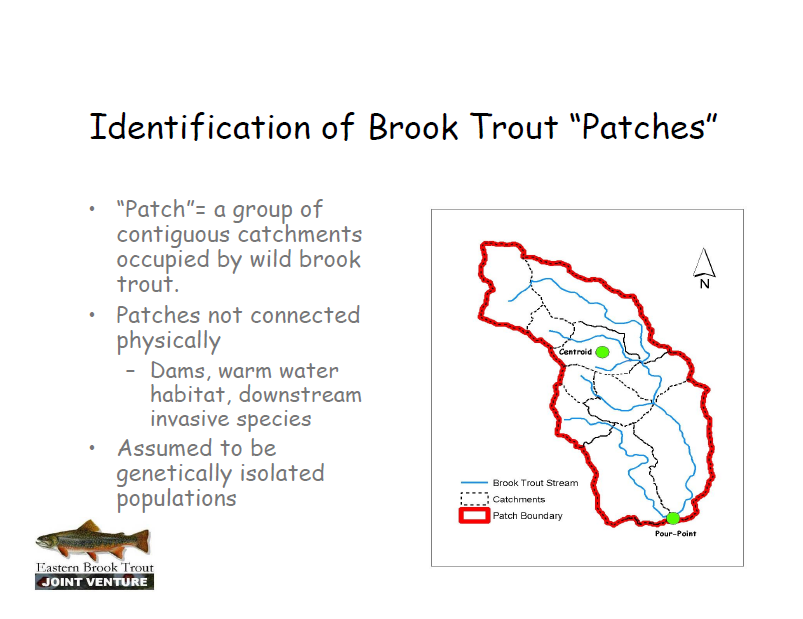 Identification of Brook Trout “Patches”
• “Patch”= a group of
contiguous catchments
occupied by wild brook
trout.
• Patches not connected
physically
– Dams, warm water
habitat, downstream
invasive species
• Assumed to be
genetically isolated
populations
N
Centroid
Brook Trout Stream
Catchments
Patch Boundary
Pour-Point
Eastern Brook Trout
JOINT VENTURE